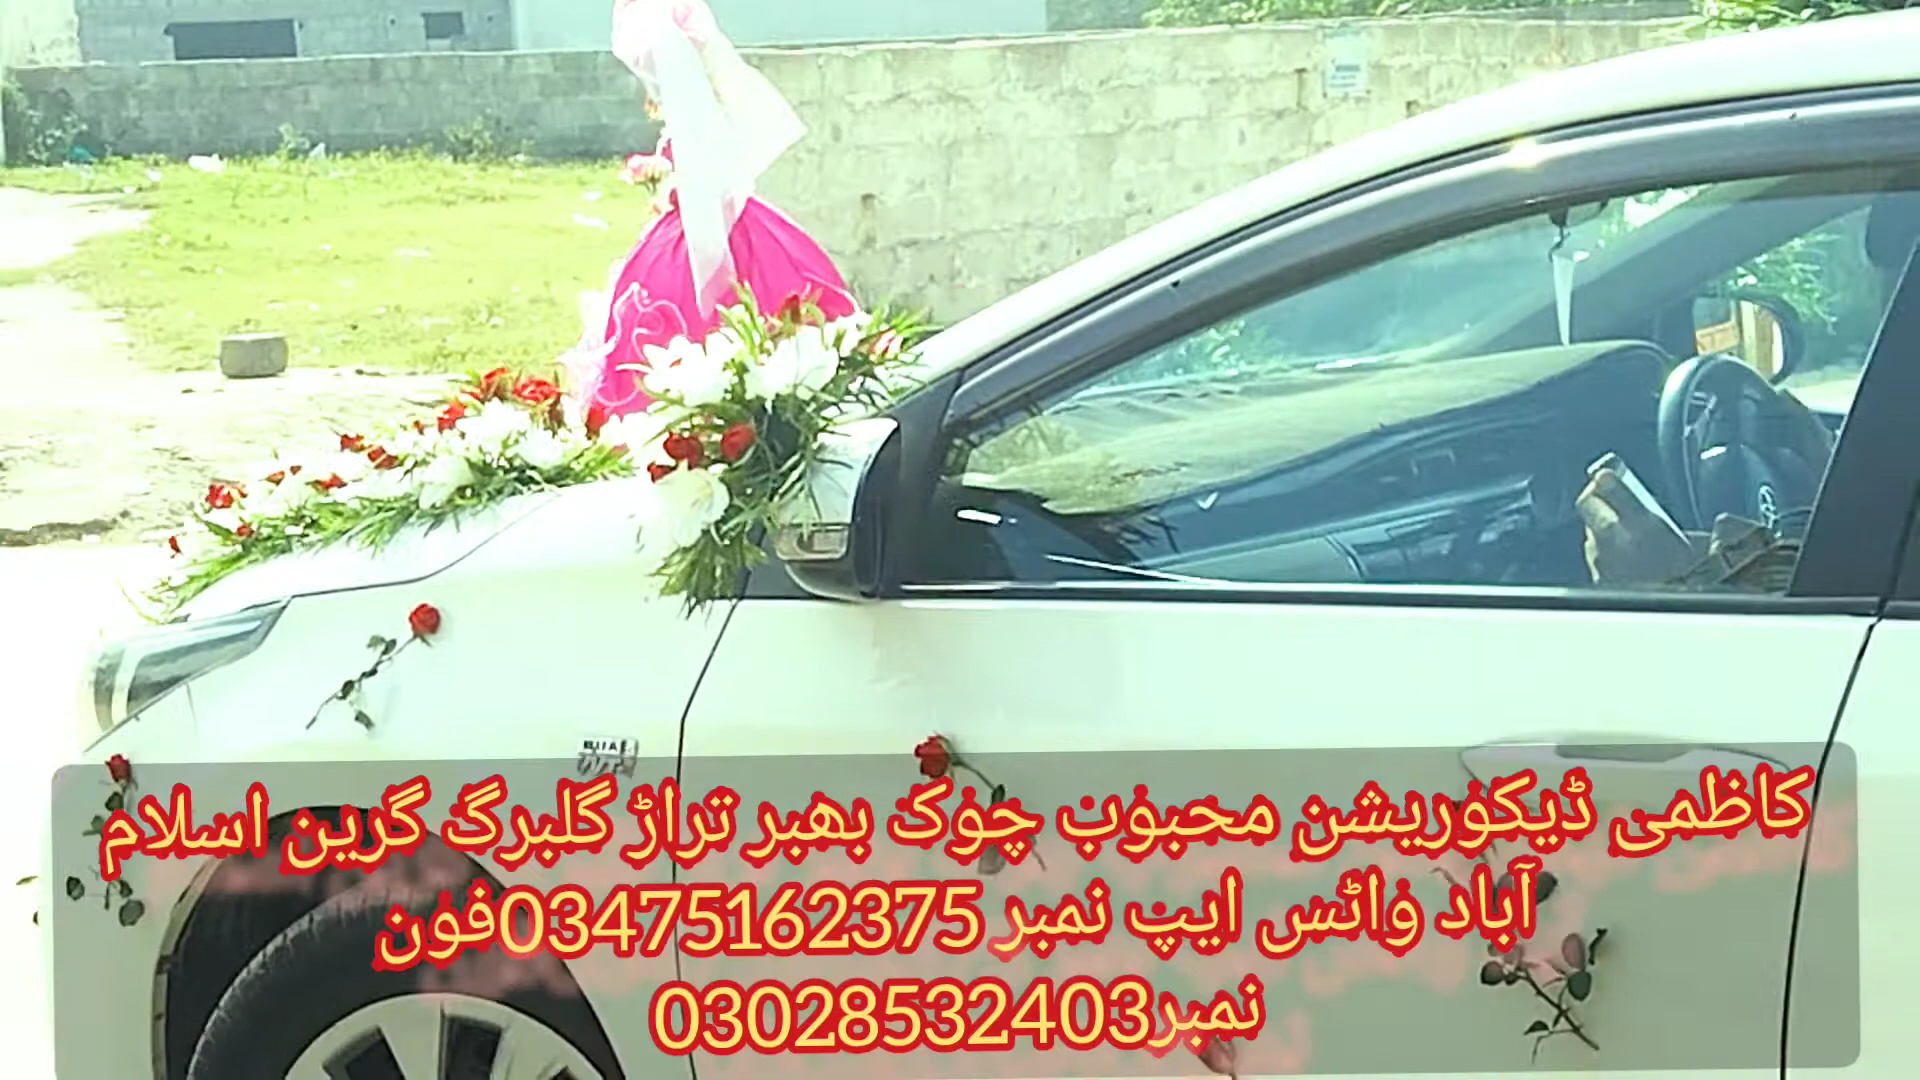 کاظمی ڈیکوریشن محبوب چوک بھبر تراڑ گلبرگ گرین اسلام
آباد واٹس ایپ نمبر 03475162375فون
نمبر03028532403